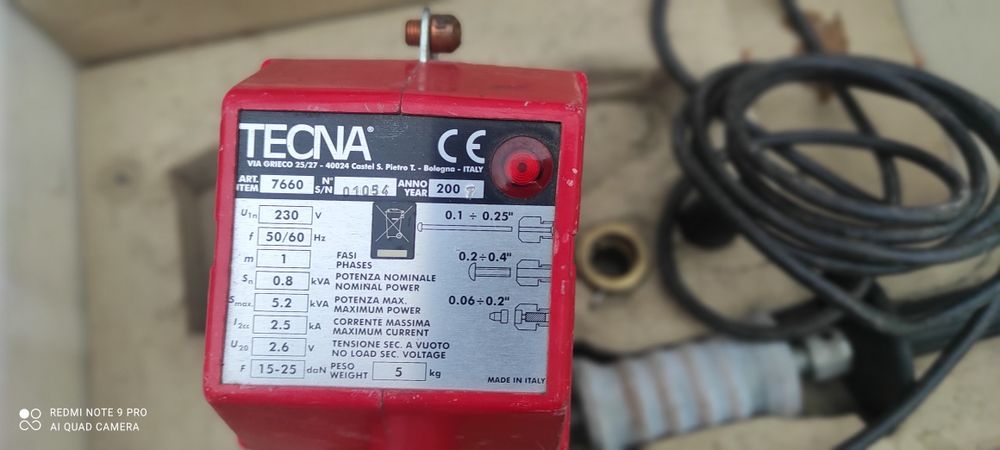 TECNA® CE
VIA GRIECO 25/27 - 40024 Castel S. Pietro T. - Bologna - ITALY
ART. ITEM 7660 N° S/N 01054 ANNO YEAR 200
U1n 230 V
0.1 ÷ 0.25"
f 50/60 Hz
m 1 FASI PHASES
0.2÷0.4"
Sn 0.8 kVA POTENZA NOMINALE NOMINAL POWER
Smax. 5.2 kVA POTENZA MAX. MAXIMUM POWER
0.06÷0.2"
I2cc 2.5 kA CORRENTE MASSIMA MAXIMUM CURRENT
U20 2.6 V TENSIONE SEC. A VUOTO NO LOAD SEC. VOLTAGE
F 15-25 daN PESO WEIGHT 5 kg
MADE IN ITALY
REDMI NOTE 9 PRO
AI QUAD CAMERA